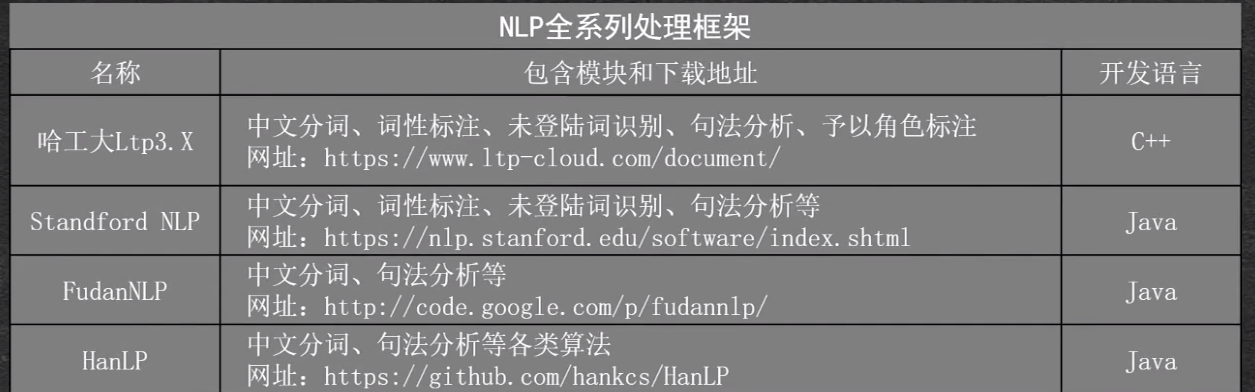 NLP全系列处理框架
名称 包含模块和下载地址 开发语言
哈工大Ltp3.X
中文分词、词性标注、未登陆词识别、句法分析、予以角色标注
网址：https://www.ltp-cloud.com/document/
C++
Standford NLP
中文分词、词性标注、未登陆词识别、句法分析等
网址：https://nlp.stanford.edu/software/index.shtml
Java
FudanNLP
中文分词、句法分析等
网址：http://code.google.com/p/fudannlp/
Java
HanLP
中文分词、句法分析等各类算法
网址：https://github.com/hankcs/HanLP
Java